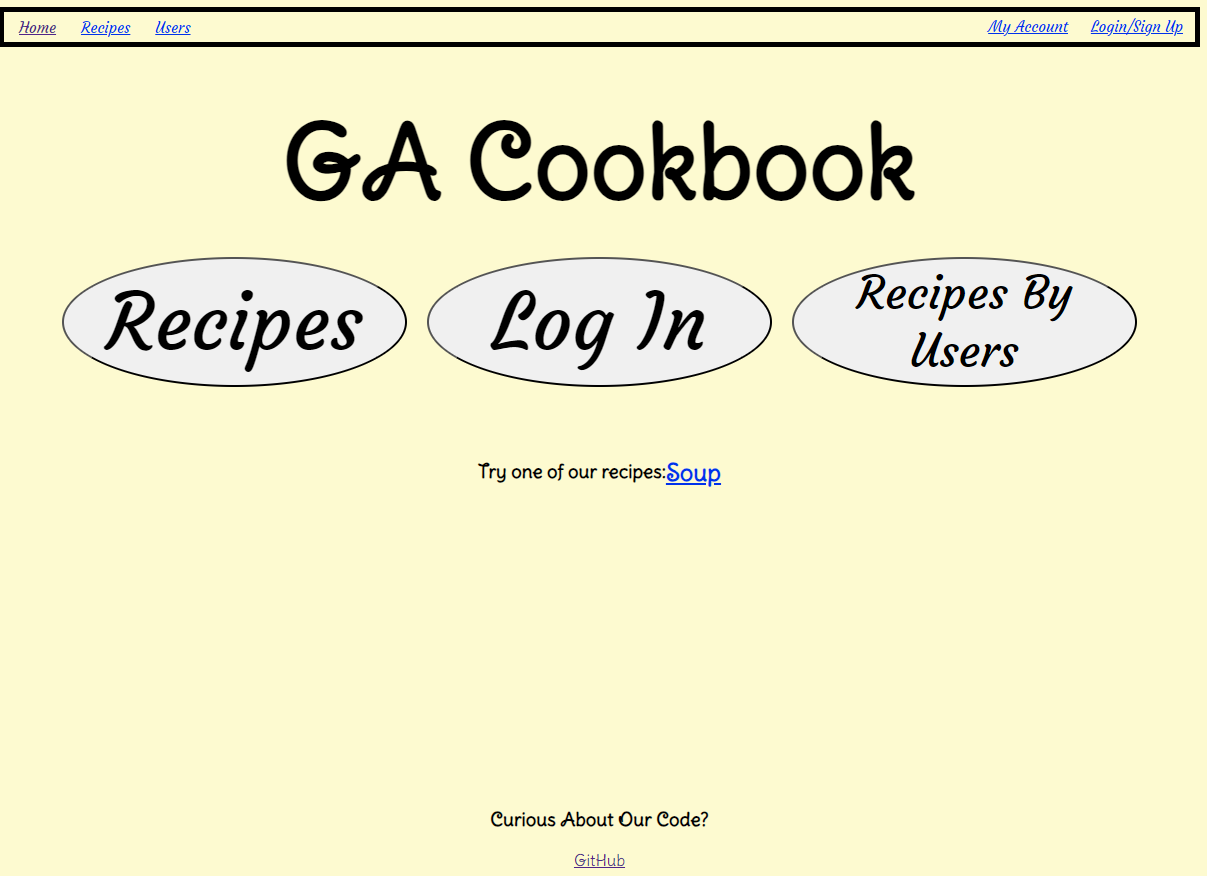 Home Recipes Users My Account Login/Sign Up
GA Cookbook
Recipes Log In Recipes By
Users
Try one of our recipes:Soup
Curious About Our Code?
GitHub